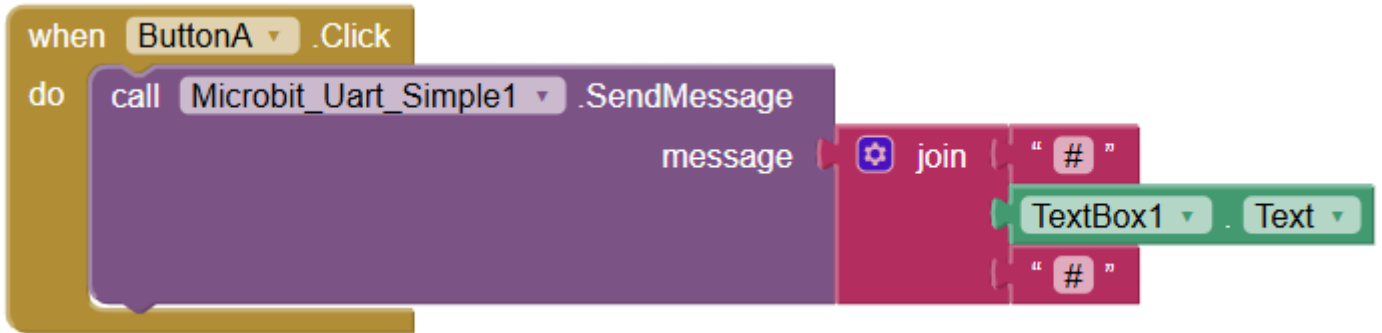 when ButtonA .Click
do call Microbit_Uart_Simple1 .SendMessage
message join “ # ”
TextBox1 . Text
“ # ”